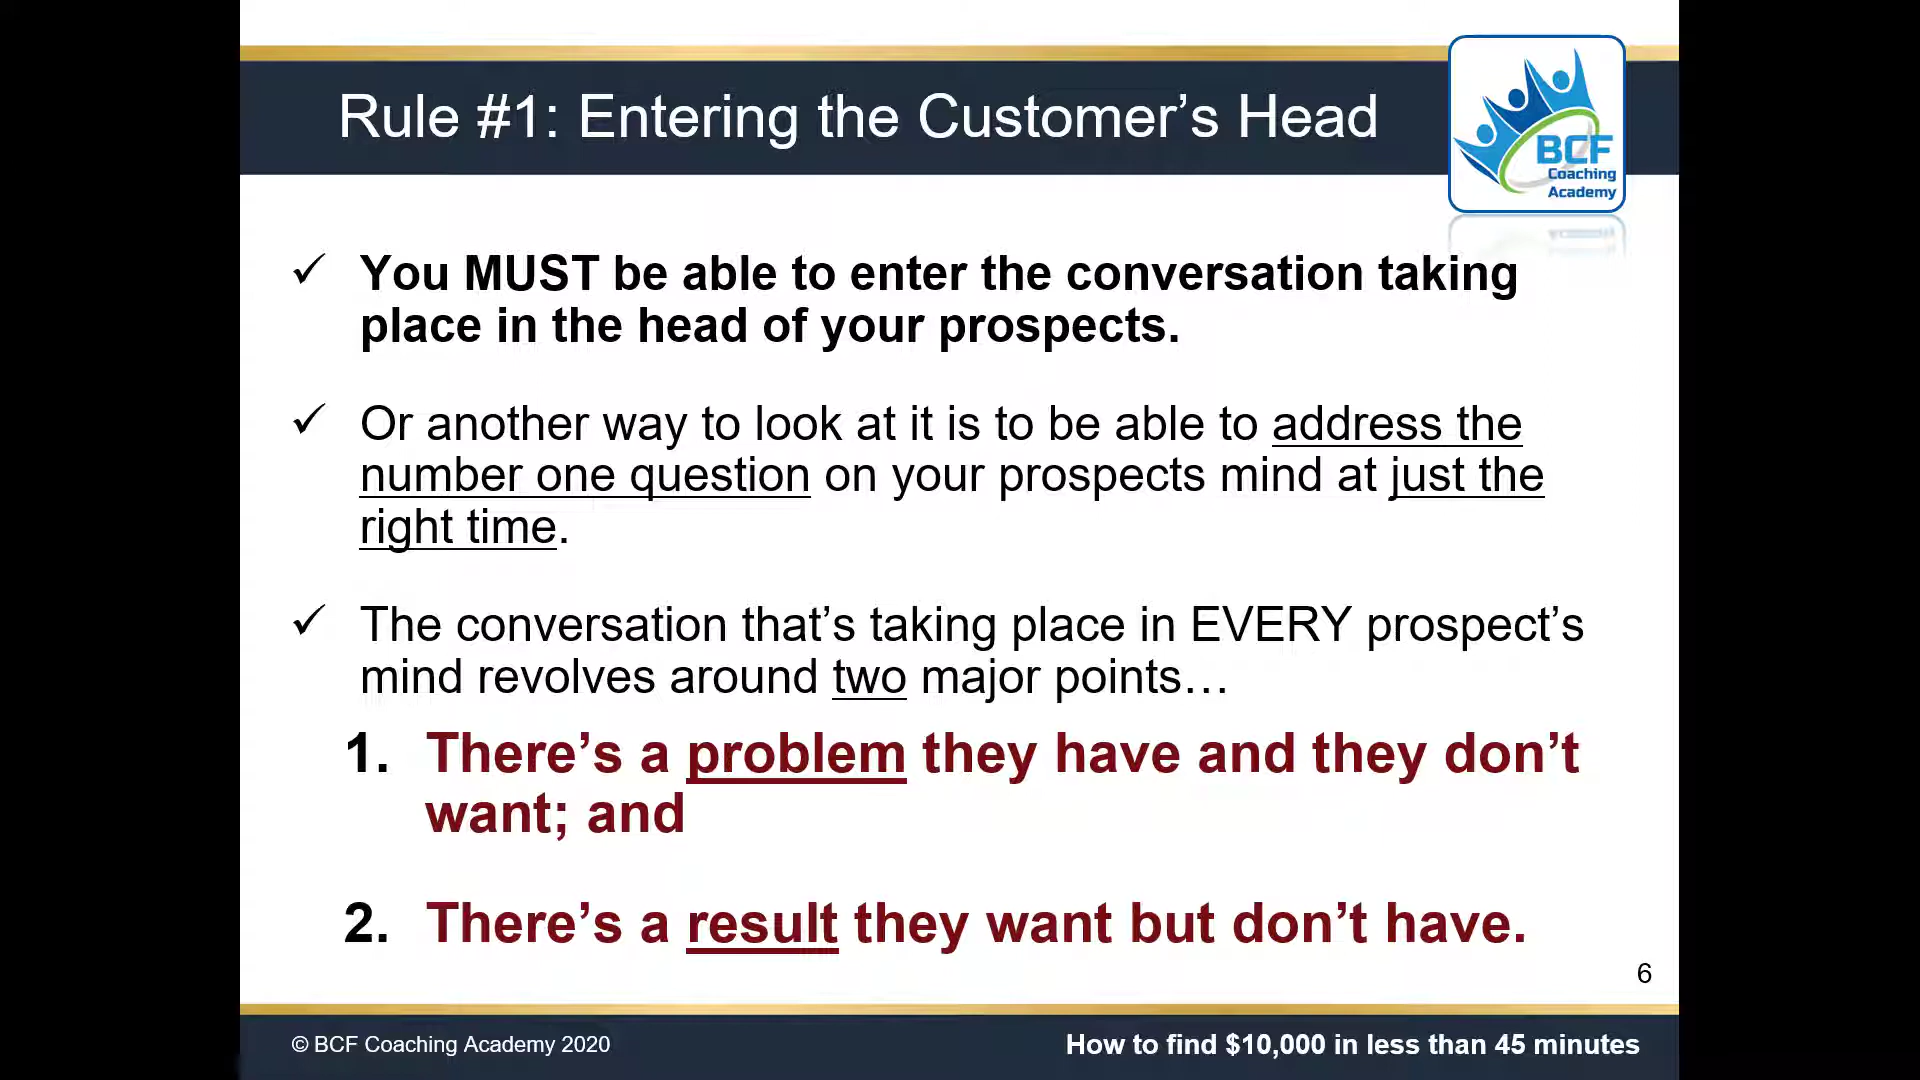 Rule #1: Entering the Customer’s Head
BCF
Coaching
Academy
✓ You MUST be able to enter the conversation taking
place in the head of your prospects.
✓ Or another way to look at it is to be able to address the
number one question on your prospects mind at just the
right time.
✓ The conversation that’s taking place in EVERY prospect’s
mind revolves around two major points…
1. There’s a problem they have and they don’t
want; and
2. There’s a result they want but don’t have.
6
© BCF Coaching Academy 2020
How to find $10,000 in less than 45 minutes